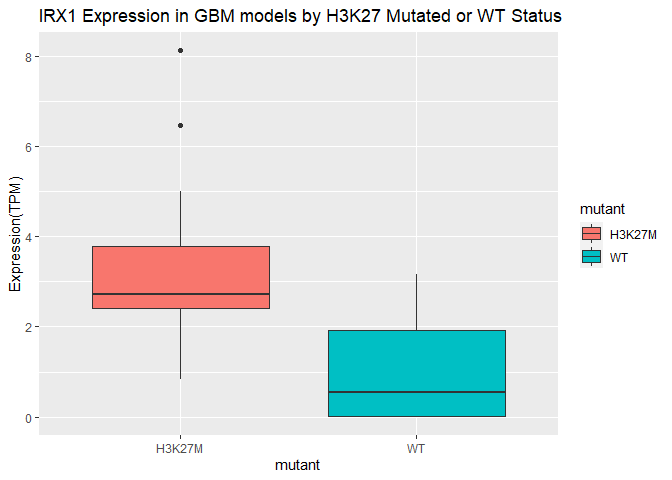 IRX1 Expression in GBM models by H3K27 Mutated or WT Status
8
6
4
2
0
Expression(TPM)
H3K27M
WT
mutant
mutant
H3K27M
WT